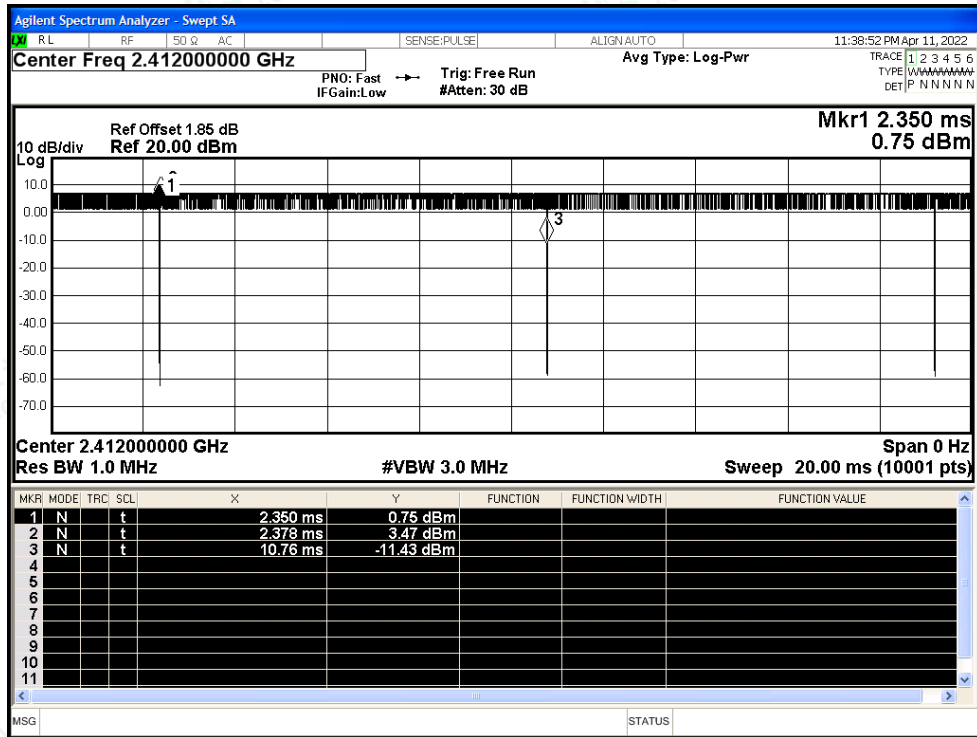 Agilent Spectrum Analyzer - Swept SA
LXI RL RF 50 Ω AC SENSE:PULSE ALIGN AUTO 11:38:52 PM Apr 11, 2022
Center Freq 2.412000000 GHz
PNO: Fast
IFGain:Low
Trig: Free Run
#Atten: 30 dB
Avg Type: Log-Pwr
TRACE 1 2 3 4 5 6
TYPE WWWWWW
DET P N N N N N
Mkr1 2.350 ms
0.75 dBm
Ref Offset 1.85 dB
10 dB/div Ref 20.00 dBm
Log
10.0
0.00
-10.0
-20.0
-30.0
-40.0
-50.0
-60.0
-70.0
1
3
Center 2.412000000 GHz Span 0 Hz
Res BW 1.0 MHz #VBW 3.0 MHz Sweep 20.00 ms (10001 pts)
MKR MODE TRC SCL X Y FUNCTION FUNCTION WIDTH FUNCTION VALUE
1 N t 2.350 ms 0.75 dBm
2 N t 2.378 ms 3.47 dBm
3 N t 10.76 ms -11.43 dBm
4
5
6
7
8
9
10
11
MSG STATUS